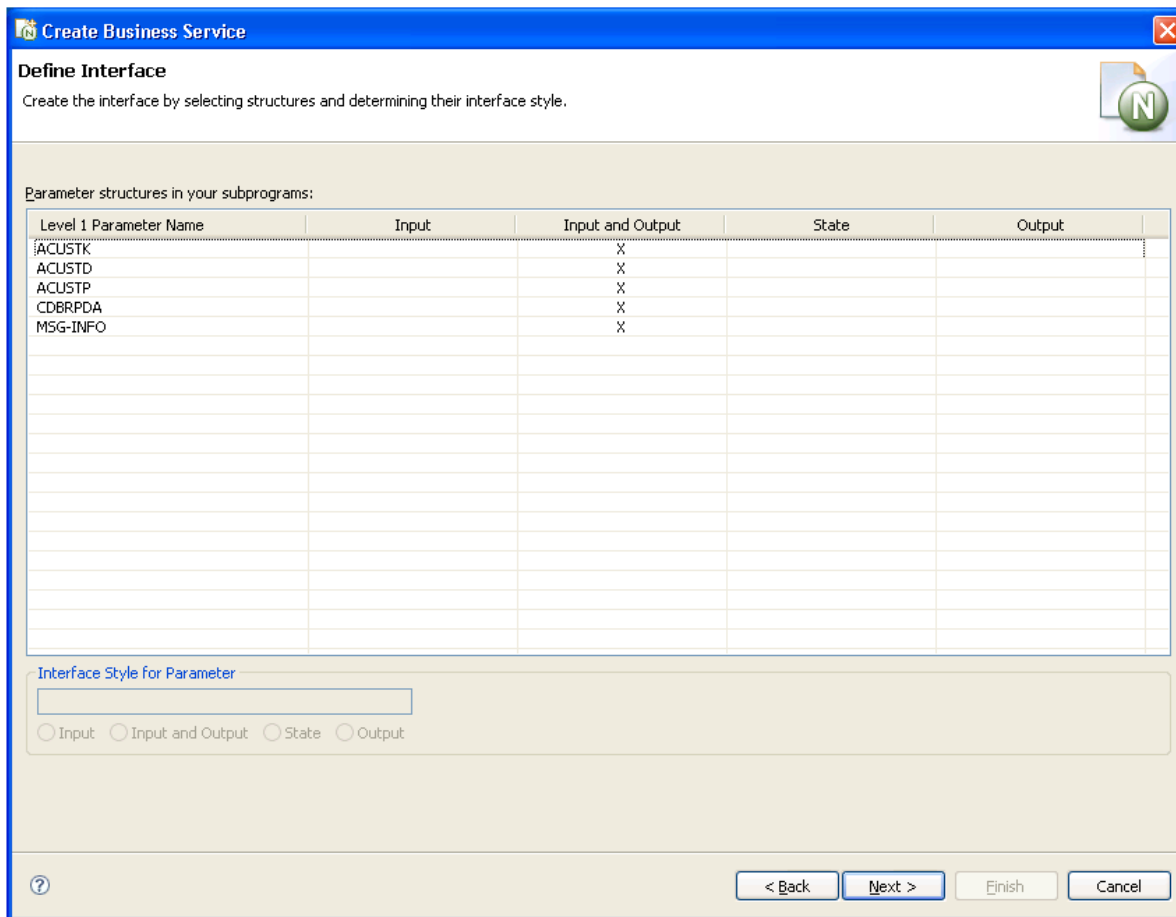 Create Business Service
Define Interface
Create the interface by selecting structures and determining their interface style.
N
Parameter structures in your subprograms:
Level 1 Parameter Name Input Input and Output State Output
ACUSTK X
ACUSTD X
ACUSTP X
CDBRPDA X
MSG-INFO X
Interface Style for Parameter
Input Input and Output State Output
? < Back Next > Finish Cancel